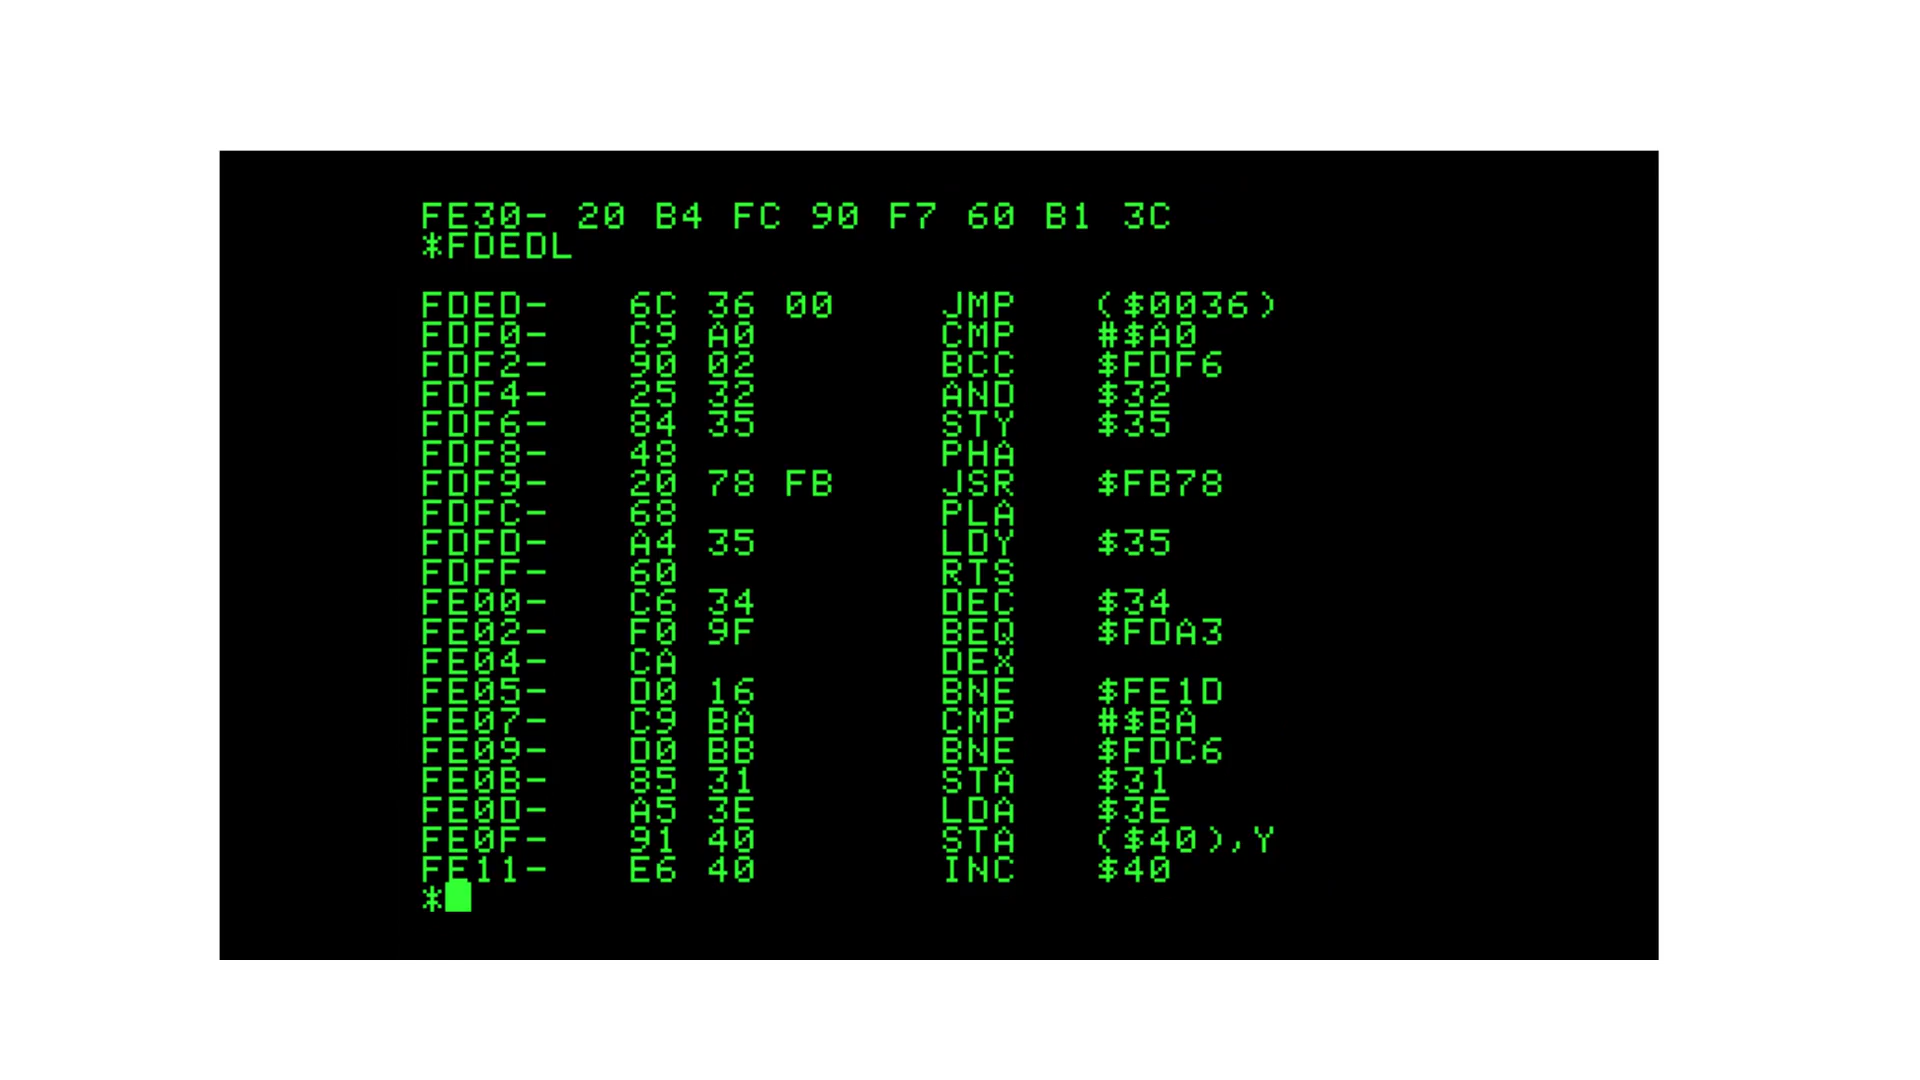 FE30- 20 B4 FC 90 F7 60 B1 3C
*FDEDL
FDED-   6C 36 00    JMP   ($0036)
FDF0-   C9 A0       CMP   #$A0
FDF2-   90 02       BCC   $FDF6
FDF4-   25 32       AND   $32
FDF6-   84 35       STY   $35
FDF8-   48          PHA
FDF9-   20 78 FB    JSR   $FB78
FDFC-   68          PLA
FDFD-   A4 35       LDY   $35
FDFF-   60          RTS
FE00-   C6 34       DEC   $34
FE02-   F0 9F       BEQ   $FDA3
FE04-   CA          DEX
FE05-   D0 16       BNE   $FE1D
FE07-   C9 BA       CMP   #$BA
FE09-   D0 BB       BNE   $FDC6
FE0B-   85 31       STA   $31
FE0D-   A5 3E       LDA   $3E
FE0F-   91 40       STA   ($40),Y
FE11-   E6 40       INC   $40
*